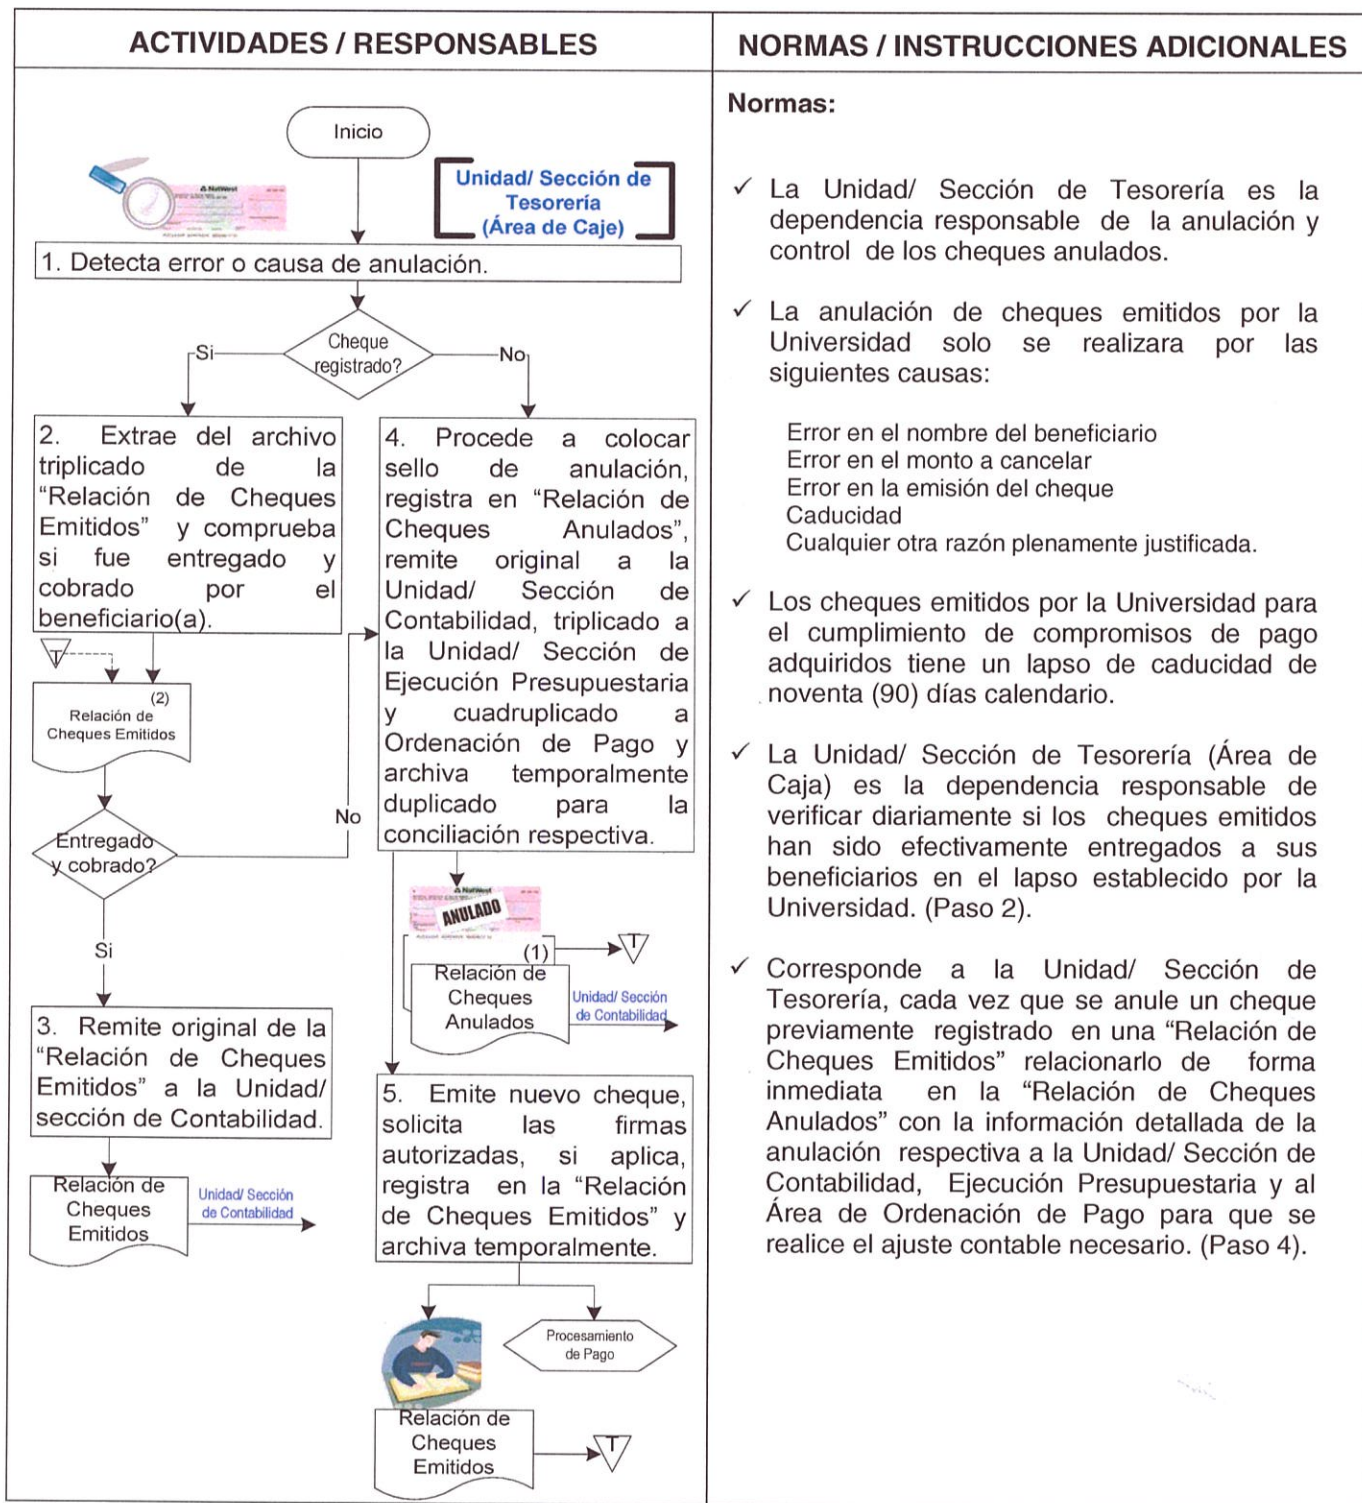 ACTIVIDADES / RESPONSABLES
Inicio
NatWest
Unidad/ Sección de
Tesorería
(Área de Caje)
1. Detecta error o causa de anulación.
Cheque
registrado?
Si
No
2. Extrae del archivo
triplicado de la
“Relación de Cheques
Emitidos” y comprueba
si fue entregado y
cobrado por el
beneficiario(a).
T
(2)
Relación de
Cheques Emitidos
Entregado
y cobrado?
No
Si
3. Remite original de la
“Relación de Cheques
Emitidos” a la Unidad/
sección de Contabilidad.
Relación de
Cheques
Emitidos
Unidad/ Sección
de Contabilidad
4. Procede a colocar
sello de anulación,
registra en “Relación de
Cheques Anulados”,
remite original a la
Unidad/ Sección de
Contabilidad, triplicado a
la Unidad/ Sección de
Ejecución Presupuestaria
y cuadruplicado a
Ordenación de Pago y
archiva temporalmente
duplicado para la
conciliación respectiva.
NatWest
ANULADO
(1)
T
Relación de
Cheques
Anulados
Unidad/ Sección
de Contabilidad
5. Emite nuevo cheque,
solicita las firmas
autorizadas, si aplica,
registra en la “Relación
de Cheques Emitidos” y
archiva temporalmente.
Procesamiento
de Pago
Relación de
Cheques
Emitidos
T
NORMAS / INSTRUCCIONES ADICIONALES
Normas:
✓ La Unidad/ Sección de Tesorería es la
dependencia responsable de la anulación y
control de los cheques anulados.
✓ La anulación de cheques emitidos por la
Universidad solo se realizara por las
siguientes causas:
Error en el nombre del beneficiario
Error en el monto a cancelar
Error en la emisión del cheque
Caducidad
Cualquier otra razón plenamente justificada.
✓ Los cheques emitidos por la Universidad para
el cumplimiento de compromisos de pago
adquiridos tiene un lapso de caducidad de
noventa (90) días calendario.
✓ La Unidad/ Sección de Tesorería (Área de
Caja) es la dependencia responsable de
verificar diariamente si los cheques emitidos
han sido efectivamente entregados a sus
beneficiarios en el lapso establecido por la
Universidad. (Paso 2).
✓ Corresponde a la Unidad/ Sección de
Tesorería, cada vez que se anule un cheque
previamente registrado en una “Relación de
Cheques Emitidos” relacionarlo de forma
inmediata en la “Relación de Cheques
Anulados” con la información detallada de la
anulación respectiva a la Unidad/ Sección de
Contabilidad, Ejecución Presupuestaria y al
Área de Ordenación de Pago para que se
realice el ajuste contable necesario. (Paso 4).